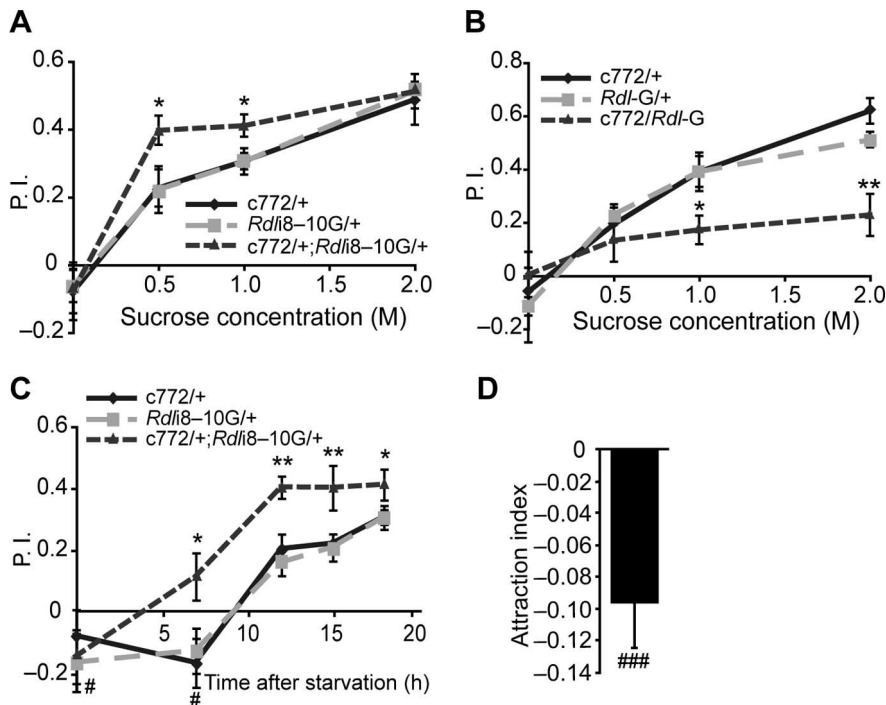 A
0.6
0.4
0.2
0
–0.2
P. I.
* *
c772/+
Rdli8–10G/+
c772/+;Rdli8–10G/+
0.5 1.0 1.5 2.0
Sucrose concentration (M)
B
0.8
0.6
0.4
0.2
0
–0.2
P. I.
c772/+
Rdl-G/+
c772/Rdl-G
* **
0.5 1.0 1.5 2.0
Sucrose concentration (M)
C
c772/+
Rdli8–10G/+
c772/+;Rdli8–10G/+
0.6
0.4
0.2
0
–0.2
P. I.
* ** ** *
5 10 15 20
# #
Time after starvation (h)
D
0
–0.02
–0.04
–0.06
–0.08
–0.10
–0.12
–0.14
Attraction index
###